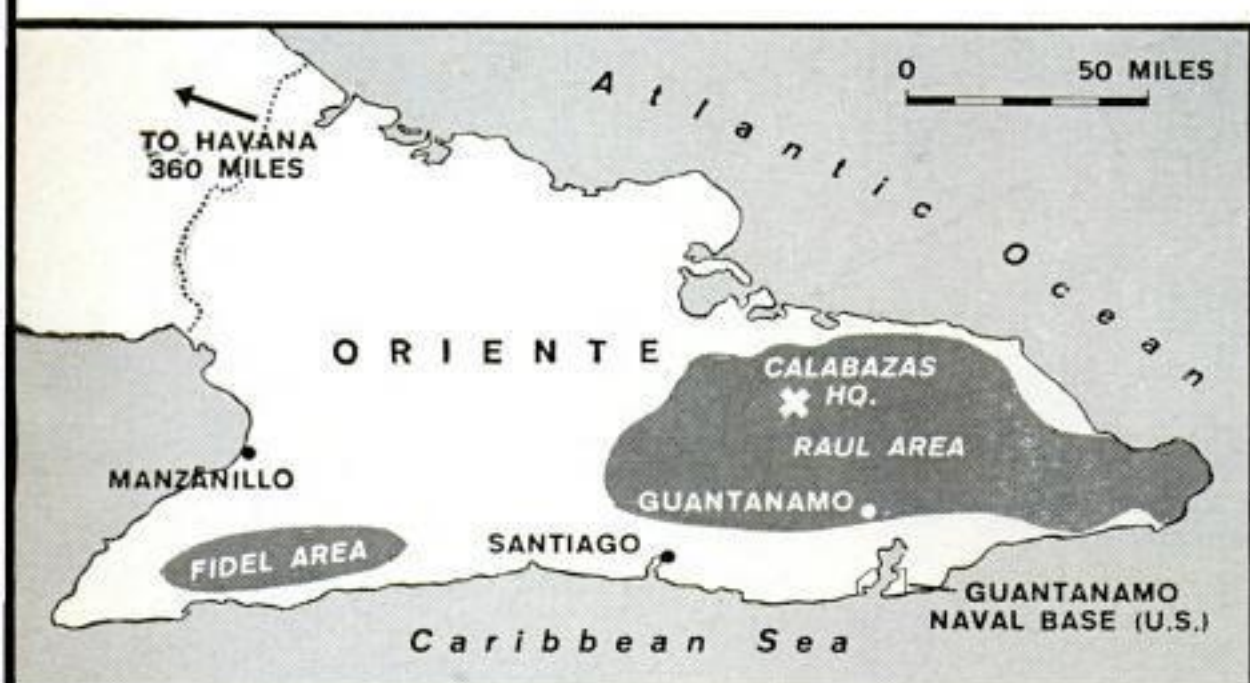 0 50 MILES
Atlantic Ocean
TO HAVANA
360 MILES
ORIENTE
CALABAZAS
HQ.
RAUL AREA
MANZANILLO
GUANTANAMO
FIDEL AREA
SANTIAGO
GUANTANAMO
NAVAL BASE (U.S.)
Caribbean Sea